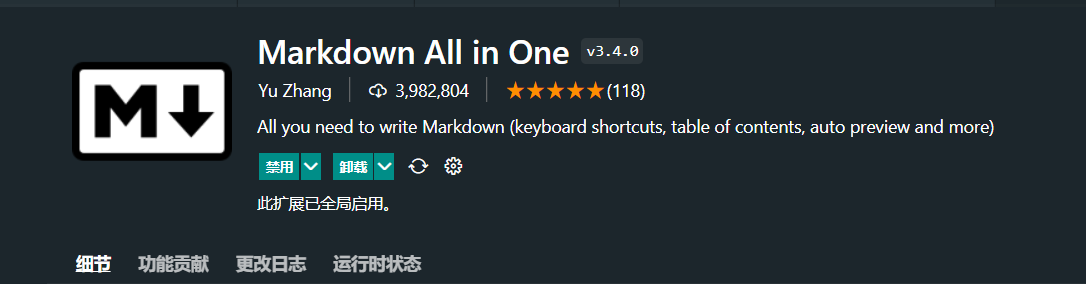 Markdown All in One v3.4.0
M
Yu Zhang 3,982,804 (118)
All you need to write Markdown (keyboard shortcuts, table of contents, auto preview and more)
禁用 卸载
此扩展已全局启用。
细节 功能贡献 更改日志 运行时状态